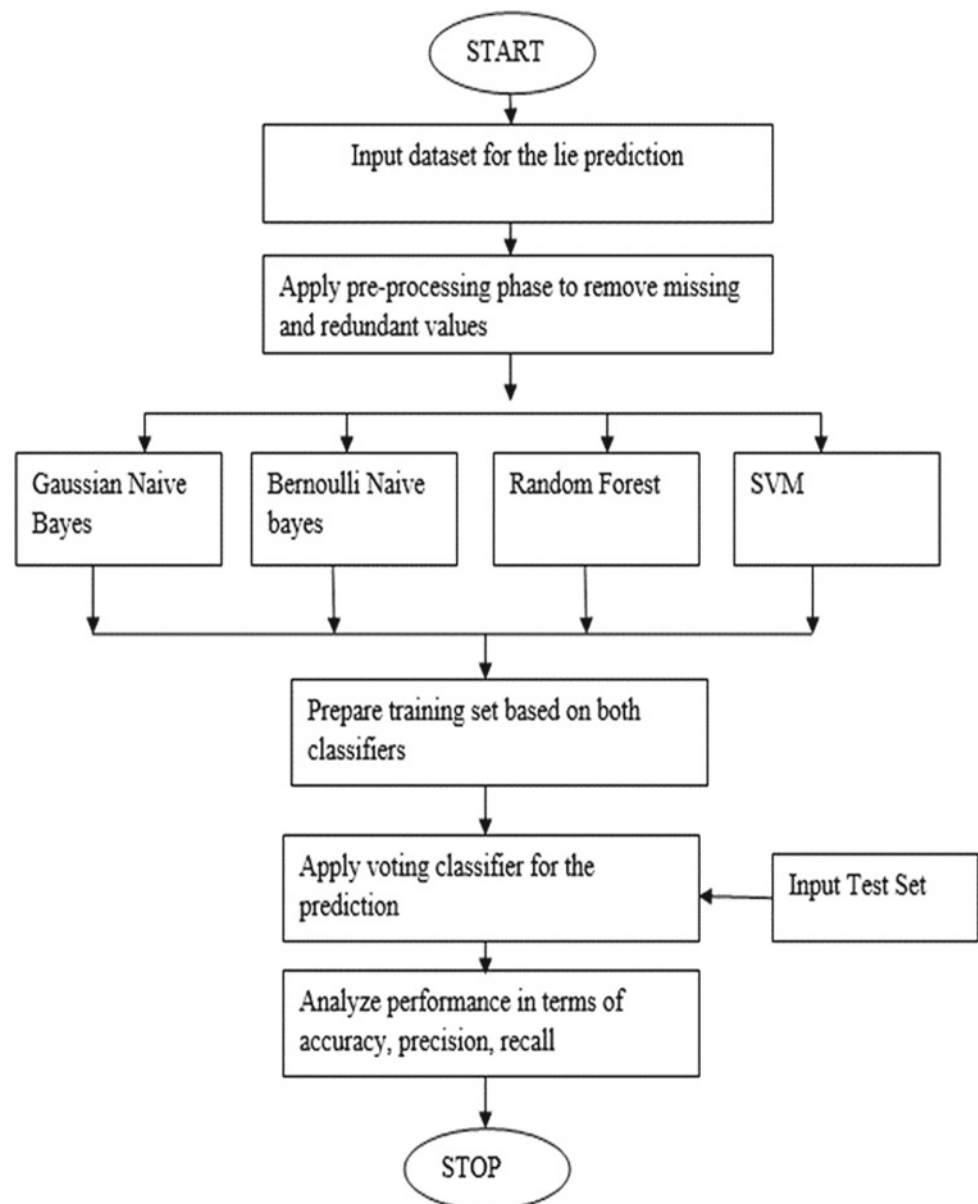 START
Input dataset for the lie prediction
Apply pre-processing phase to remove missing
and redundant values
Gaussian Naive
Bayes
Bernoulli Naive
bayes
Random Forest
SVM
Prepare training set based on both
classifiers
Apply voting classifier for the
prediction
Input Test Set
Analyze performance in terms of
accuracy, precision, recall
STOP